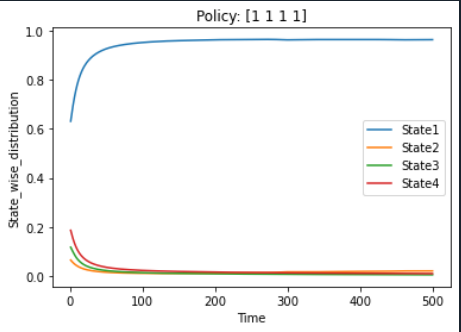 Policy: [1 1 1 1]
1.0
0.8
0.6
0.4
0.2
0.0
State_wise_distribution
State1
State2
State3
State4
0 100 200 300 400 500
Time